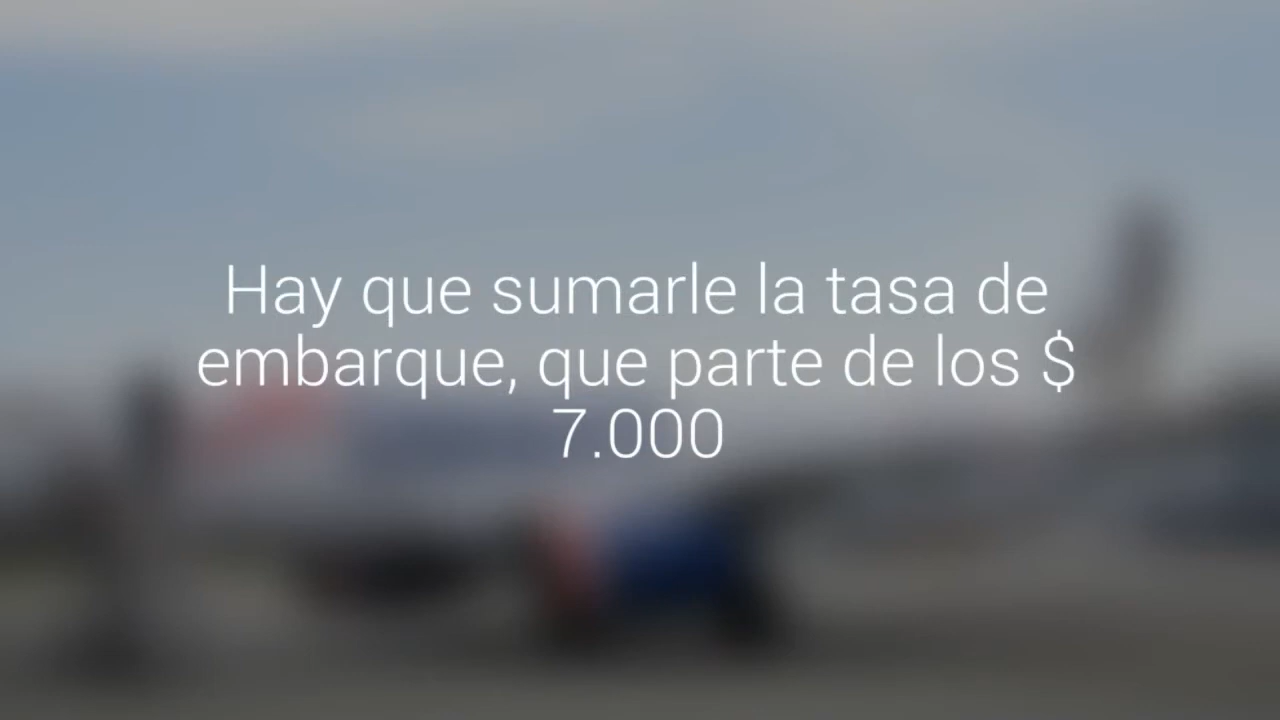 Hay que sumarle la tasa de
embarque, que parte de los $
7.000